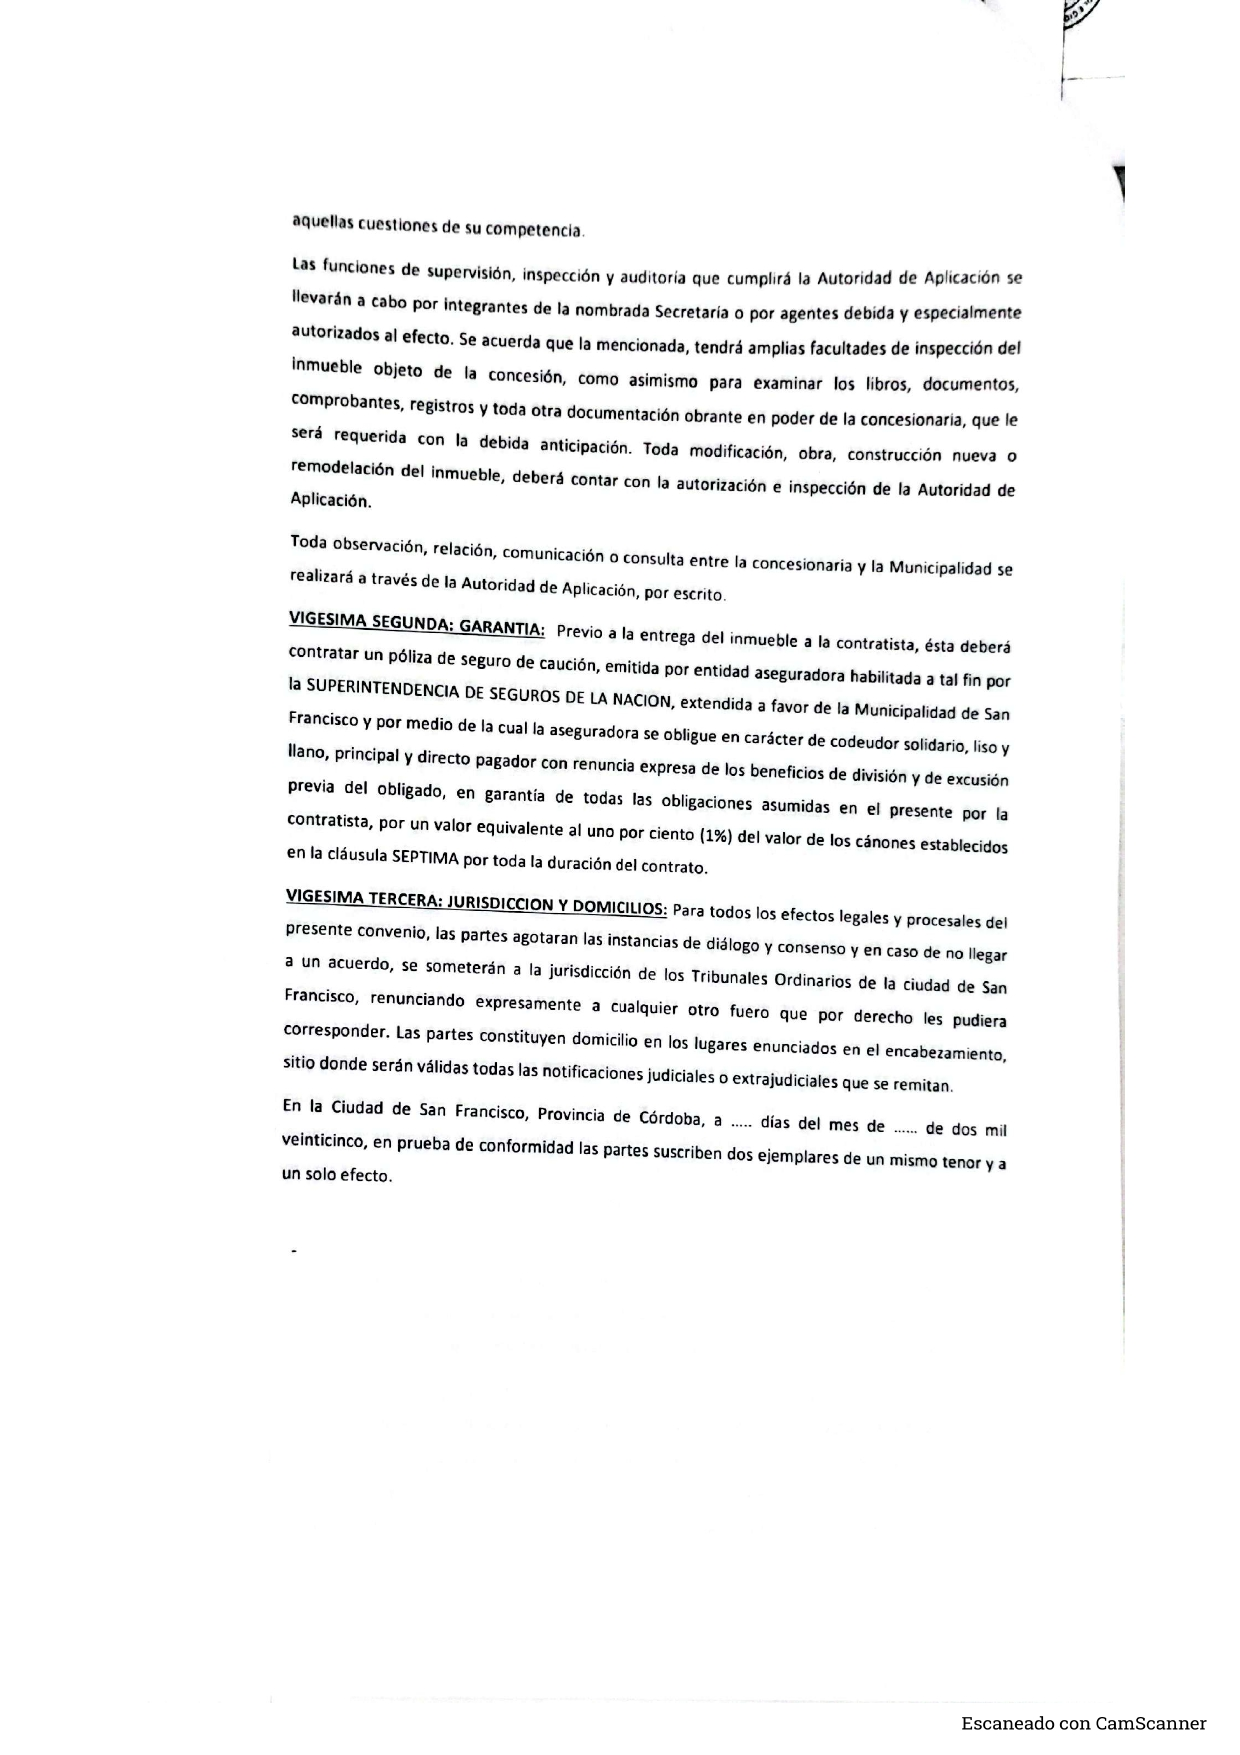 aquellas cuestiones de su competencia.
Las funciones de supervisión, inspección y auditoría que cumplirá la Autoridad de Aplicación se
llevarán a cabo por integrantes de la nombrada Secretaría o por agentes debida y especialmente
autorizados al efecto. Se acuerda que la mencionada, tendrá amplias facultades de inspección del
inmueble objeto de la concesión, como asimismo para examinar los libros, documentos,
comprobantes, registros y toda otra documentación obrante en poder de la concesionaria, que le
será requerida con la debida anticipación. Toda modificación, obra, construcción nueva o
remodelación del inmueble, deberá contar con la autorización e inspección de la Autoridad de
Aplicación.
Toda observación, relación, comunicación o consulta entre la concesionaria y la Municipalidad se
realizará a través de la Autoridad de Aplicación, por escrito.
VIGESIMA SEGUNDA: GARANTIA: Previo a la entrega del inmueble a la contratista, ésta deberá
contratar un póliza de seguro de caución, emitida por entidad aseguradora habilitada a tal fin por
la SUPERINTENDENCIA DE SEGUROS DE LA NACION, extendida a favor de la Municipalidad de San
Francisco y por medio de la cual la aseguradora se obligue en carácter de codeudor solidario, liso y
llano, principal y directo pagador con renuncia expresa de los beneficios de división y de excusión
previa del obligado, en garantía de todas las obligaciones asumidas en el presente por la
contratista, por un valor equivalente al uno por ciento (1%) del valor de los cánones establecidos
en la cláusula SEPTIMA por toda la duración del contrato.
VIGESIMA TERCERA: JURISDICCION Y DOMICILIOS: Para todos los efectos legales y procesales del
presente convenio, las partes agotaran las instancias de diálogo y consenso y en caso de no llegar
a un acuerdo, se someterán a la jurisdicción de los Tribunales Ordinarios de la ciudad de San
Francisco, renunciando expresamente a cualquier otro fuero que por derecho les pudiera
corresponder. Las partes constituyen domicilio en los lugares enunciados en el encabezamiento,
sitio donde serán válidas todas las notificaciones judiciales o extrajudiciales que se remitan.
En la Ciudad de San Francisco, Provincia de Córdoba, a ..... días del mes de ...... de dos mil
veinticinco, en prueba de conformidad las partes suscriben dos ejemplares de un mismo tenor y a
un solo efecto.
-
Escaneado con CamScanner